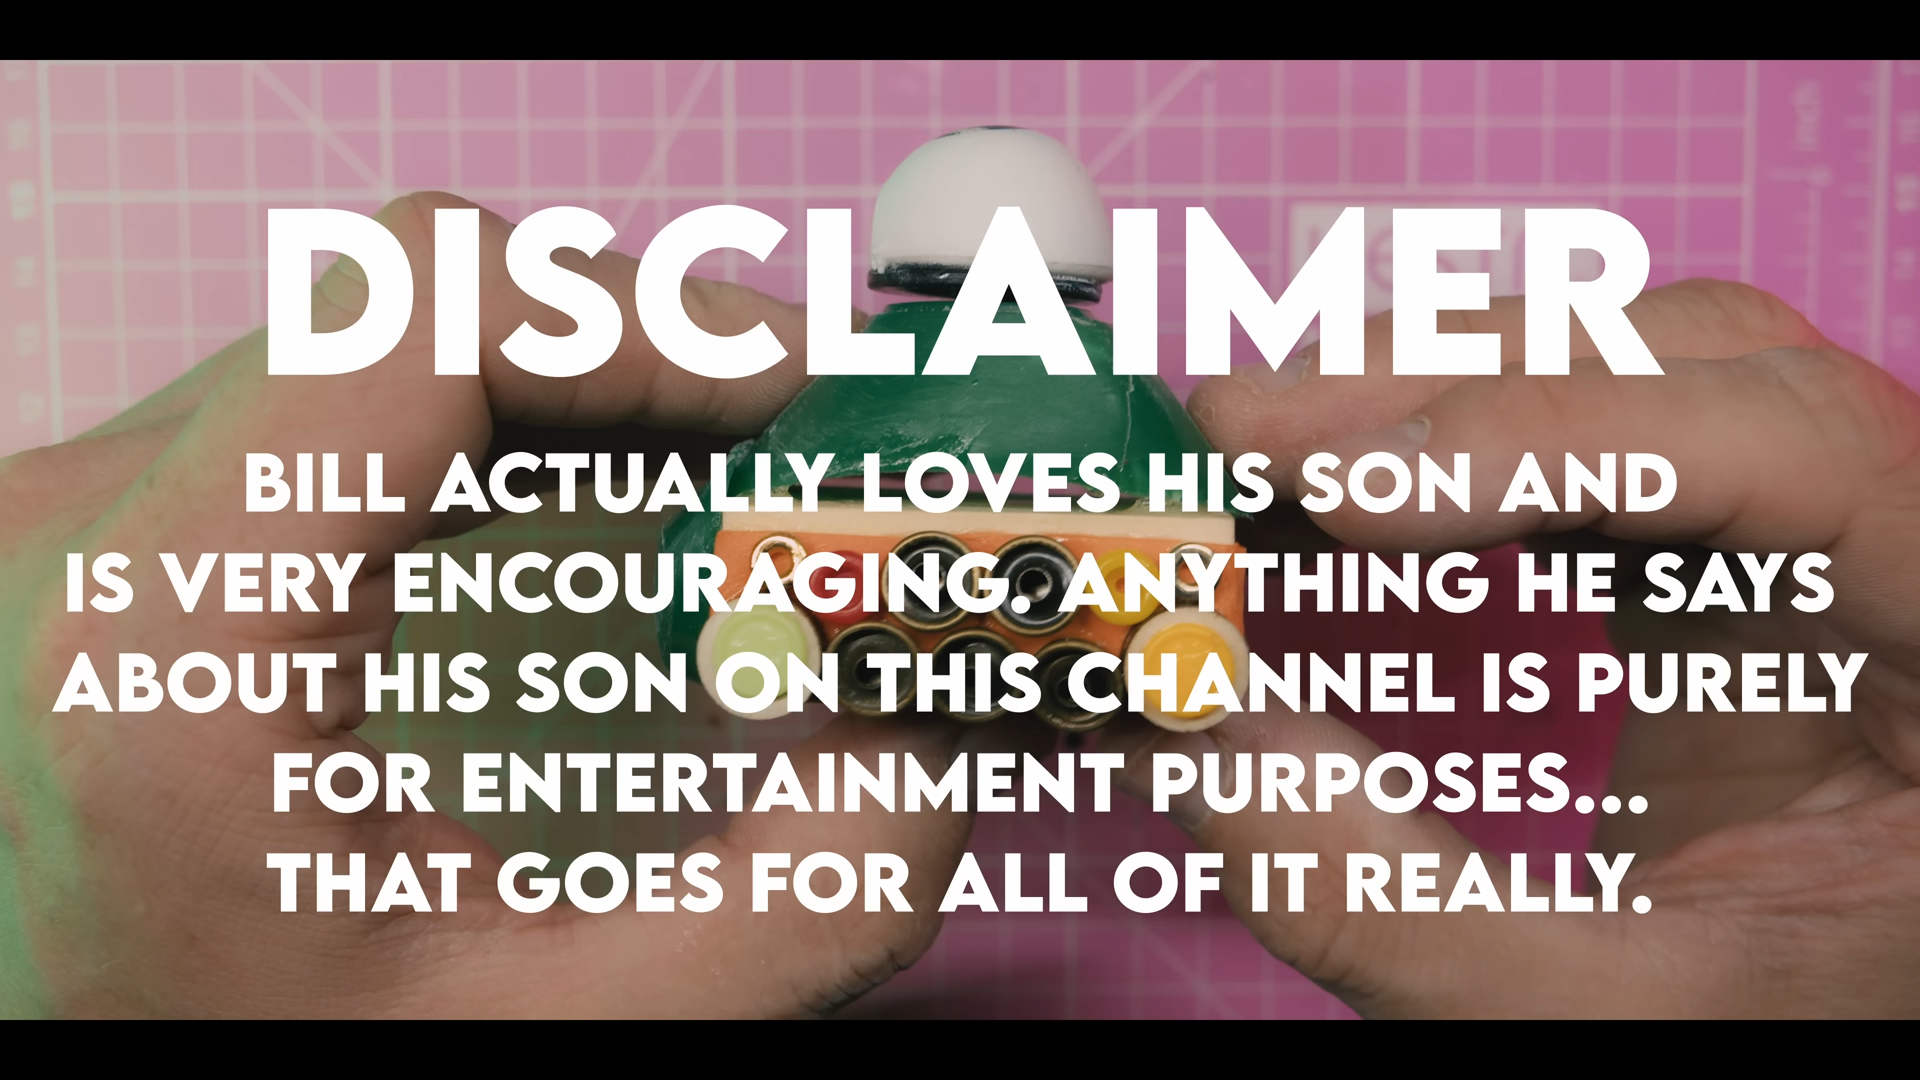 DISCLAIMER
BILL ACTUALLY LOVES HIS SON AND
IS VERY ENCOURAGING. ANYTHING HE SAYS
ABOUT HIS SON ON THIS CHANNEL IS PURELY
FOR ENTERTAINMENT PURPOSES...
THAT GOES FOR ALL OF IT REALLY.